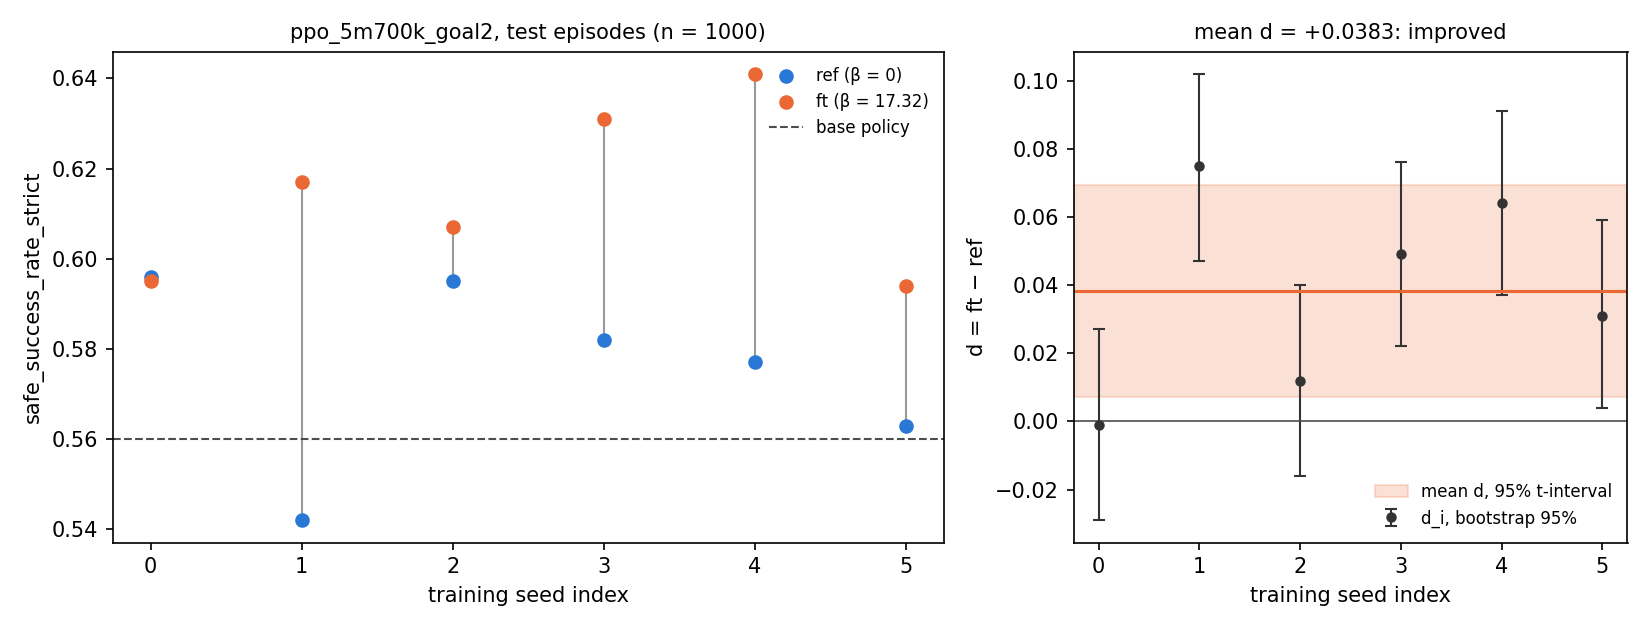 ppo_5m700k_goal2, test episodes (n = 1000)
safe_success_rate_strict
0.64
0.62
0.60
0.58
0.56
0.54
ref (β = 0)
ft (β = 17.32)
base policy
0
1
2
3
4
5
training seed index
mean d = +0.0383: improved
d = ft − ref
0.10
0.08
0.06
0.04
0.02
0.00
−0.02
mean d, 95% t-interval
d_i, bootstrap 95%
0
1
2
3
4
5
training seed index